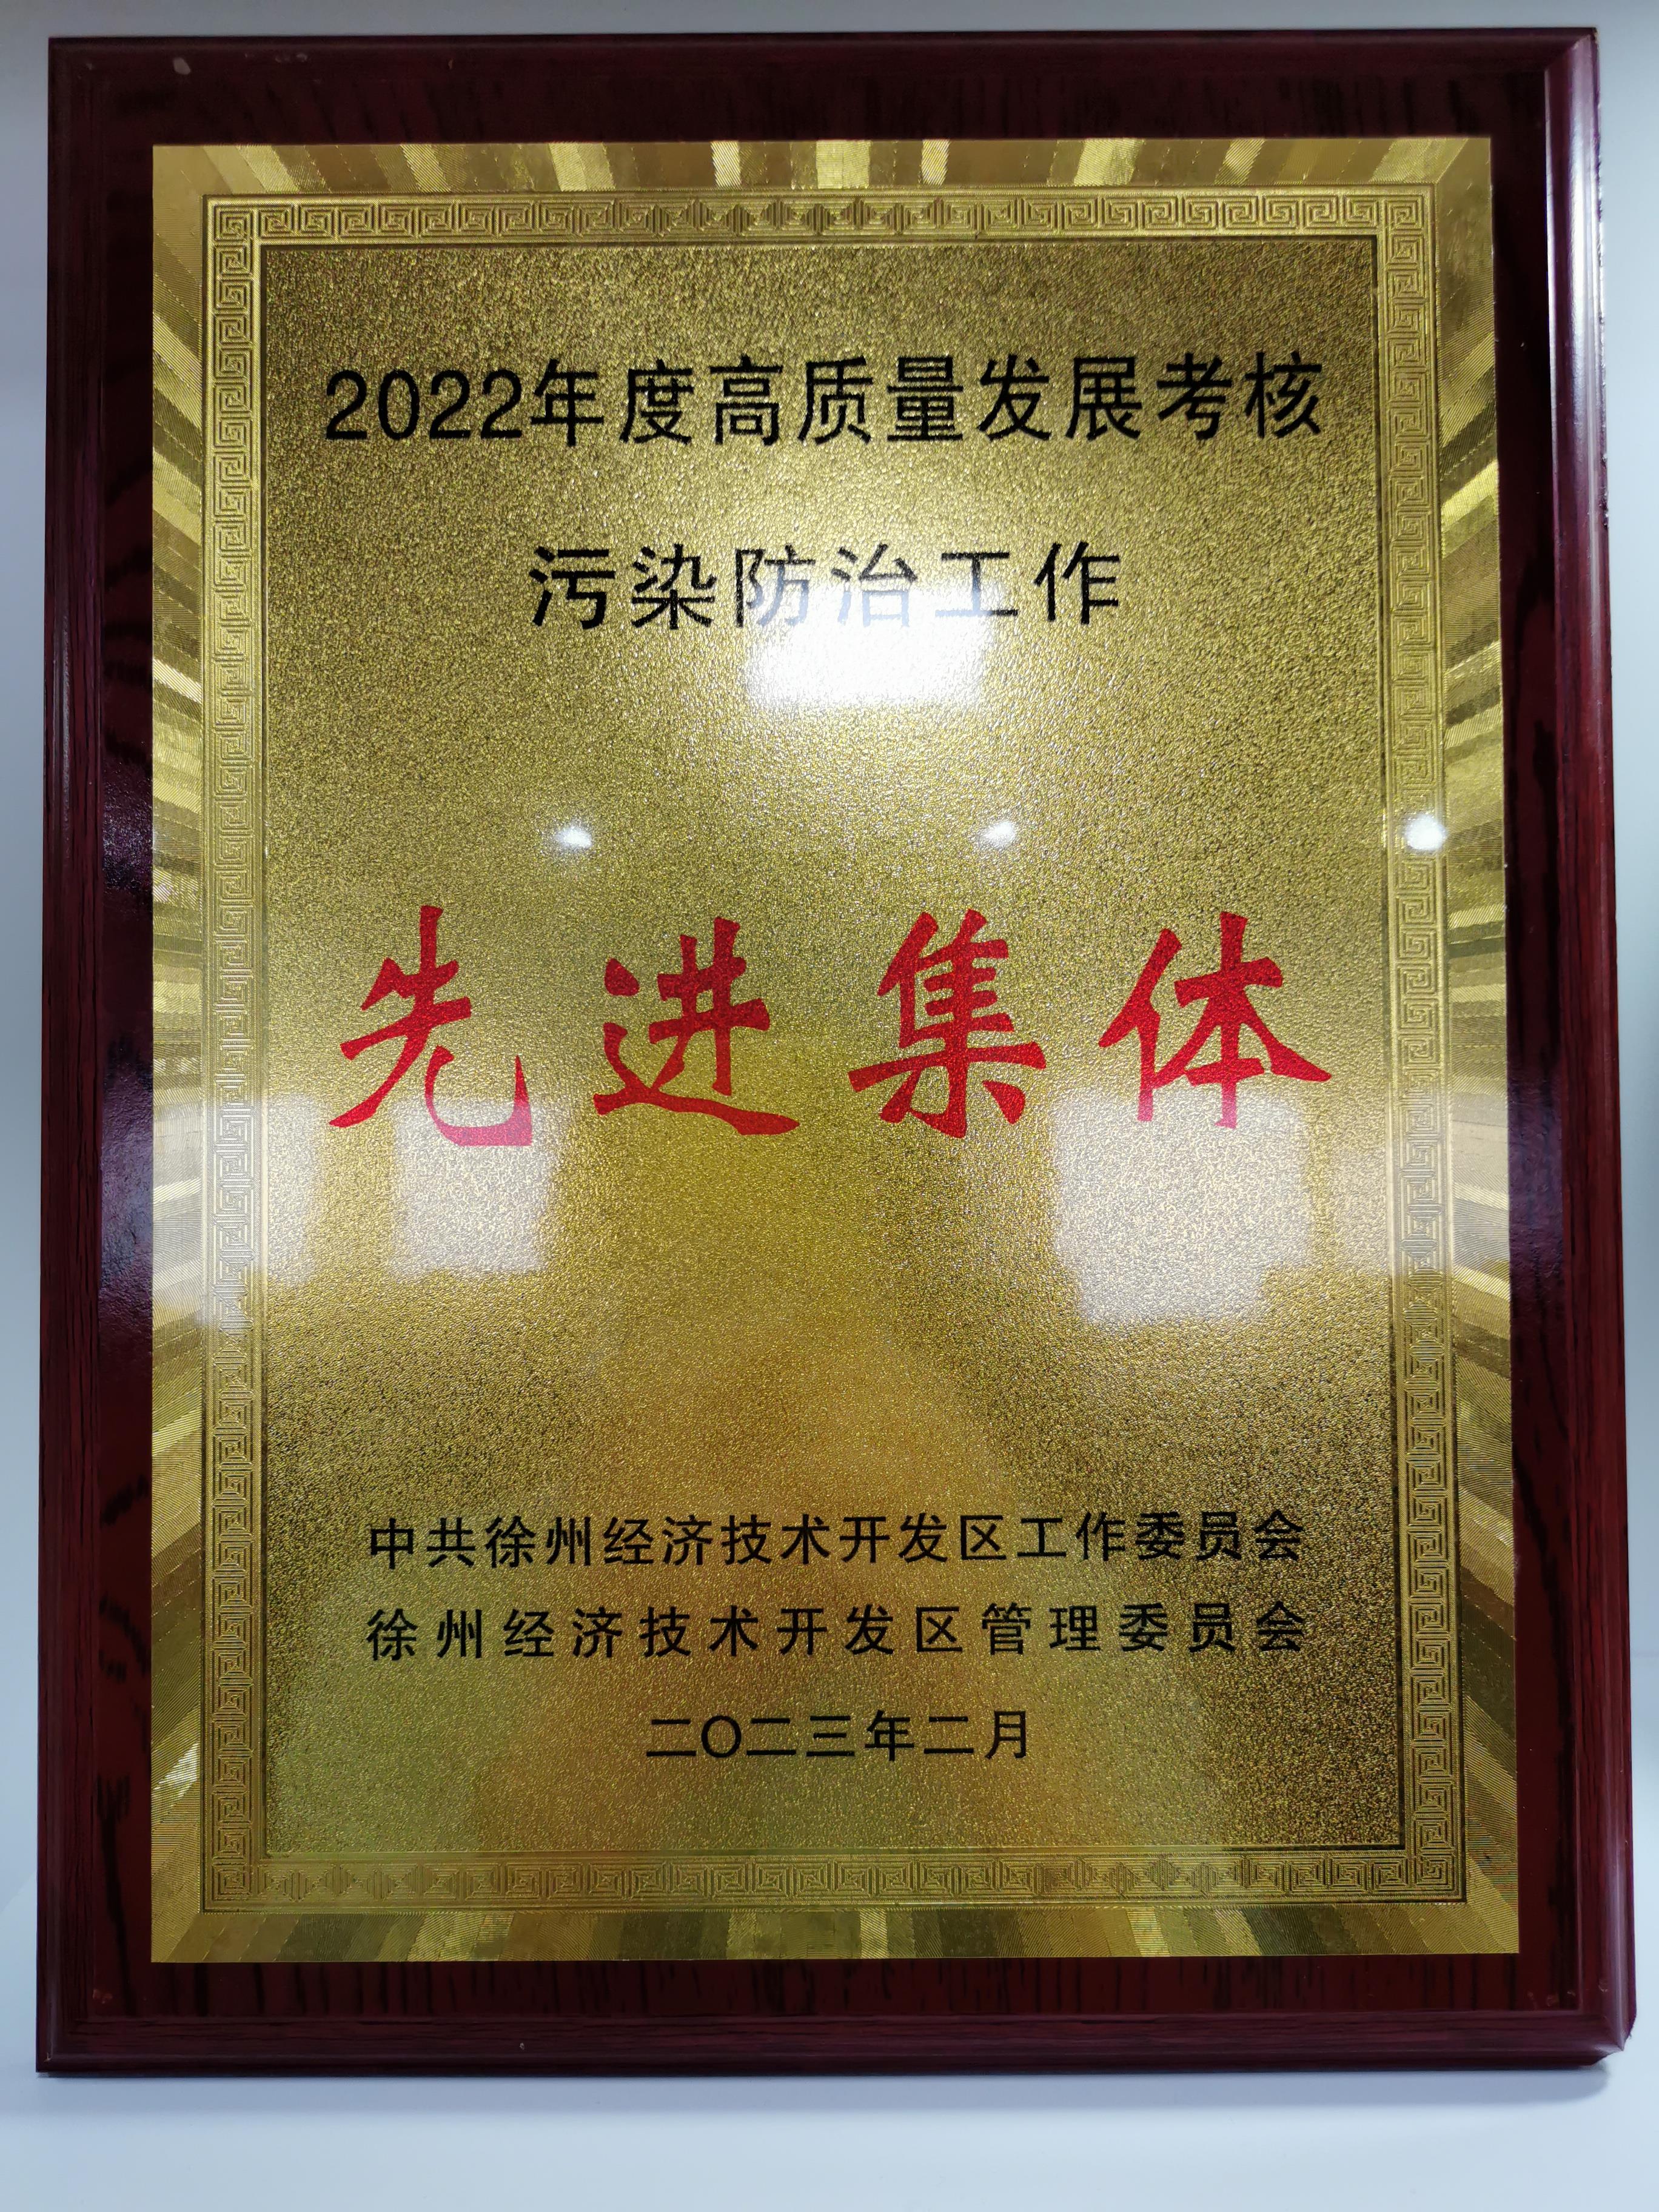 2022年度高质量发展考核
污染防治工作
先进集体
中共徐州经济技术开发区工作委员会
徐州经济技术开发区管理委员会
二〇二三年二月